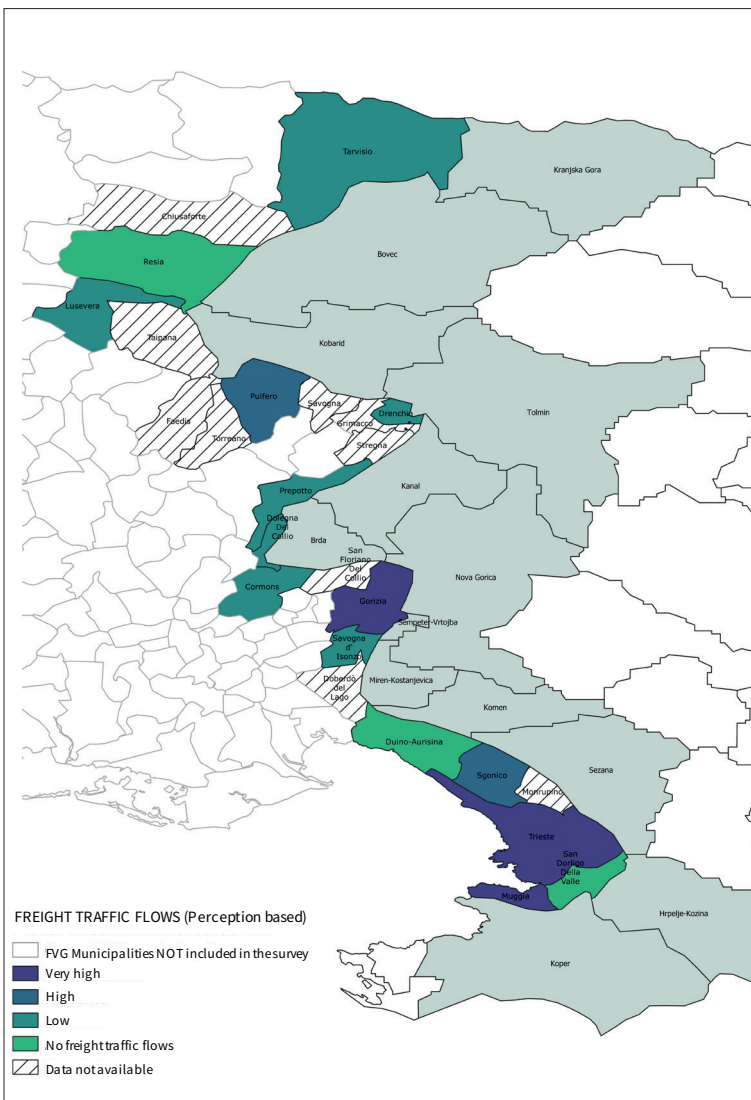 Tarvisio
Kranjska Gora
Chiusaforte
Bovec
Resia
Lusevera
Taipana
Kobarid
Pulfero
Savogna
Drenchia
Tolmin
Faedis
Grimacco
Torreano
Stregna
Prepotto
Kanal
Dolegna
Del
Collio
Brda
San
Floriano
Del
Collio
Nova Gorica
Cormons
Gorizia
Sempeter-Vrtojba
Savogna
d'
Isonzo
Doberdò
del
Lago
Miren-Kostanjevica
Komen
Duino-Aurisina
Sezana
Sgonico
Monrupino
Trieste
San
Dorligo
Della
Valle
Muggia
Hrpelje-Kozina
Koper
FREIGHT TRAFFIC FLOWS (Perception based)
FVG Municipalities NOT included in the survey
Very high
High
Low
No freight traffic flows
Data not available